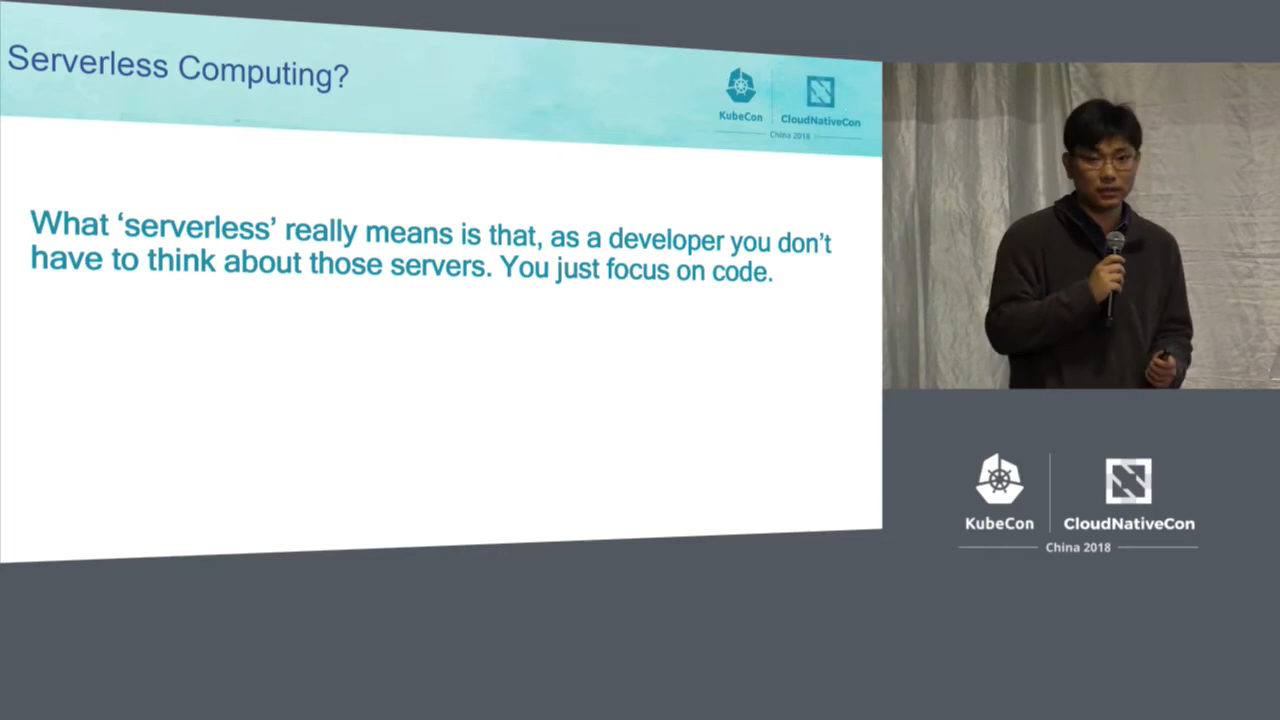 Serverless Computing?
KubeCon
CloudNativeCon
China 2018
What ‘serverless’ really means is that, as a developer you don’t
have to think about those servers. You just focus on code.
KubeCon
CloudNativeCon
China 2018